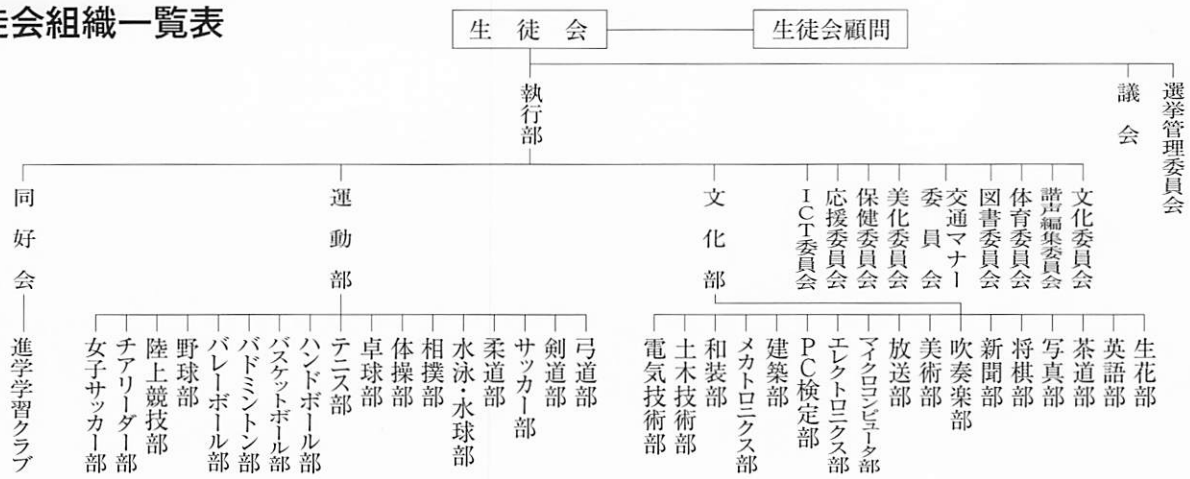 徒会組織一覧表
生徒会
生徒会顧問
選挙管理委員会
議会
執行部
文化委員会
譜声編集委員会
体育委員会
図書委員会
交通マナー
委員会
美化委員会
保健委員会
応援委員会
ICT委員会
文化部
運動部
同好会
生花部
英語部
茶道部
写真部
将棋部
新聞部
吹奏楽部
美術部
放送部
マイクロコンピュータ部
エレクトロニクス部
PC検定部
建築部
メカトロニクス部
和装部
土木技術部
電気技術部
弓道部
剣道部
サッカー部
柔道部
水泳・水球部
相撲部
体操部
卓球部
テニス部
ハンドボール部
バスケットボール部
バドミントン部
バレーボール部
野球部
陸上競技部
チアリーダー部
女子サッカー部
進学学習クラブ